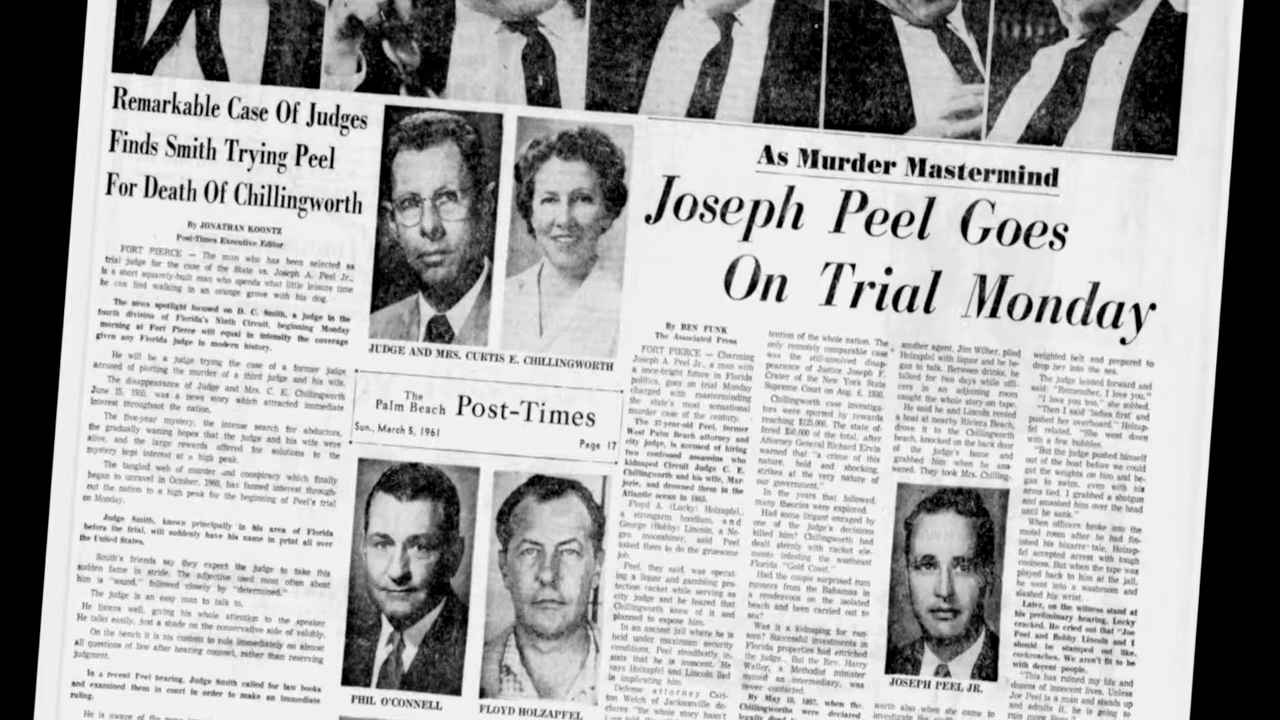 Remarkable Case Of Judges
Finds Smith Trying Peel
For Death Of Chillingworth
By JONATHAN KOONTZ
Post-Times Executive Editor
FORT PIERCE — The man who has been selected as
trial judge for the case of the State vs. Joseph A. Peel Jr.,
is a short squarely-built man who spends what little leisure time
he can find walking in an orange grove with his dog.
The news spotlight focused on D. C. Smith, a judge in the
fourth division of Florida's Ninth Circuit, beginning Monday
morning at Fort Pierce will equal in intensity the coverage
given any Florida judge in modern history.
He will be a judge trying the case of a former judge
accused of plotting the murder of a third judge and his wife.
The disappearance of Judge and Mrs. C. E. Chillingworth
June 15, 1955, was a news story which attracted immediate
interest throughout the nation.
The five-year mystery, the intense search for abductors,
the gradually waning hopes that the judge and his wife were
alive, and the large rewards offered for solutions to the
mystery kept interest at a high peak.
The tangled web of murder and conspiracy which finally
began to unravel in October, 1960, has fanned interest through-
out the nation to a high peak for the beginning of Peel's trial
on Monday.
Judge Smith, known principally in his area of Florida
before the trial, will suddenly have his name in print all over
the United States.
Smith's friends say they expect the judge to take this
sudden fame in stride. The adjective used most often about
him is "sound," followed closely by "determined."
The judge is an easy man to talk to.
He listens well, giving his whole attention to the speaker.
He talks easily, just a shade on the conservative side of volubly.
On the bench it is his custom to rule immediately on almost
all questions of law after hearing counsel, rather than reserving
judgment.
In a recent Peel hearing, Judge Smith called for law books
and examined them in court in order to make an immediate
ruling.
He is aware of the
JUDGE AND MRS. CURTIS E. CHILLINGWORTH
The
Palm Beach Post-Times
Sun., March 5, 1961
Page 17
PHIL O'CONNELL
FLOYD HOLZAPFEL
As Murder Mastermind
Joseph Peel Goes
On Trial Monday
By BEN FUNK
The Associated Press
FORT PIERCE — Charming
Joseph A. Peel Jr., a man with
a once-bright future in Florida
politics, goes on trial Monday
charged with masterminding
the state's most sensational
murder case of the century.
The 37-year-old Peel, former
West Palm Beach attorney and
city judge, is accused of hiring
two confessed assassins who
kidnaped Circuit Judge C. E.
Chillingworth and his wife, Mar-
jorie, and drowned them in the
Atlantic ocean in 1955.
Floyd A. (Lucky) Holzapfel,
a strongarm hoodlum, and
George (Bobby) Lincoln, a Ne-
gro moonshiner, said Peel
asked them to do the gruesome
job.
Peel, they said, was operat-
ing a liquor and gambling pro-
tection racket while serving as
city judge and he feared that
Chillingworth knew of it and
planned to expose him.
In an ancient jail where he is
held under maximum security
conditions, Peel steadfastly in-
sists that he is innocent. He
says Holzapfel and Lincoln lied
in implicating him.
Defense attorney Carl-
ton Welch of Jacksonville de-
clares "the whole story hasn't
tention of the whole nation. The
only remotely comparable case
was the still-unsolved disap-
pearance of Justice Joseph F.
Crater of the New York State
Supreme Court on Aug. 6, 1930.
Chillingworth case investiga-
tors were spurred by rewards
reaching $125,000. The state of-
fered $50,000 of the total, after
Attorney General Richard Ervin
warned that "a crime of this
nature, bold and shocking,
strikes at the very nature of
our government."
In the years that followed,
many theories were explored.
Had some litigant enraged by
one of the judge's decisions
killed him? Chillingworth had
dealt sternly with racket ele-
ments infesting the southeast
Florida "Gold Coast."
Had the couple surprised rum
runners from the Bahamas in
a rendezvous on the isolated
beach and been carried out to
sea?
Was it a kidnaping for ran-
som? Successful investments in
Florida properties had enriched
the judge. But the Rev. Harry
Waller, a Methodist minister
named an intermediary, was
never contacted.
By May 10, 1957, when the
Chillingworths were declared
another agent, Jim Wilber, plied
Holzapfel with liquor and he be-
gan to talk. Between drinks, he
talked for two days while offi-
cers in an adjoining room
caught the whole story on tape.
He said he and Lincoln rented
a boat at nearby Riviera Beach,
drove it to the Chillingworth
beach, knocked on the back door
of the judge's home and
grabbed him when he ans-
wered. They took Mrs. Chilling-
JOSEPH PEEL JR.
worth also when she came to
weighted belt and prepared to
drop her into the sea.
The judge leaned forward and
said: "Remember, I love you."
"I love you too," she sobbed.
"Then I said 'ladies first' and
pushed her overboard," Holzap-
fel related. "She went down
with a few bubbles.
"But the judge pushed himself
out of the boat before we could
get the weights on him and be-
gan to swim, even with his
arms tied. I grabbed a shotgun
and smashed him over the head
until he sank."
When officers broke into the
motel room after he had fin-
ished his bizarre tale, Holzap-
fel accepted arrest with tough
coolness. But when the tape was
played back to him at the jail,
he went into a washroom and
slashed his wrist.
Later, on the witness stand at
his preliminary hearing, Lucky
cracked. He cried out that "Joe
Peel and Bobby Lincoln and I
should be stamped out like
cockroaches. We aren't fit to be
with decent people.
"This has ruined my life and
dozens of innocent lives. Unless
Joe Peel is a man and stands up
and admits it, he is going to